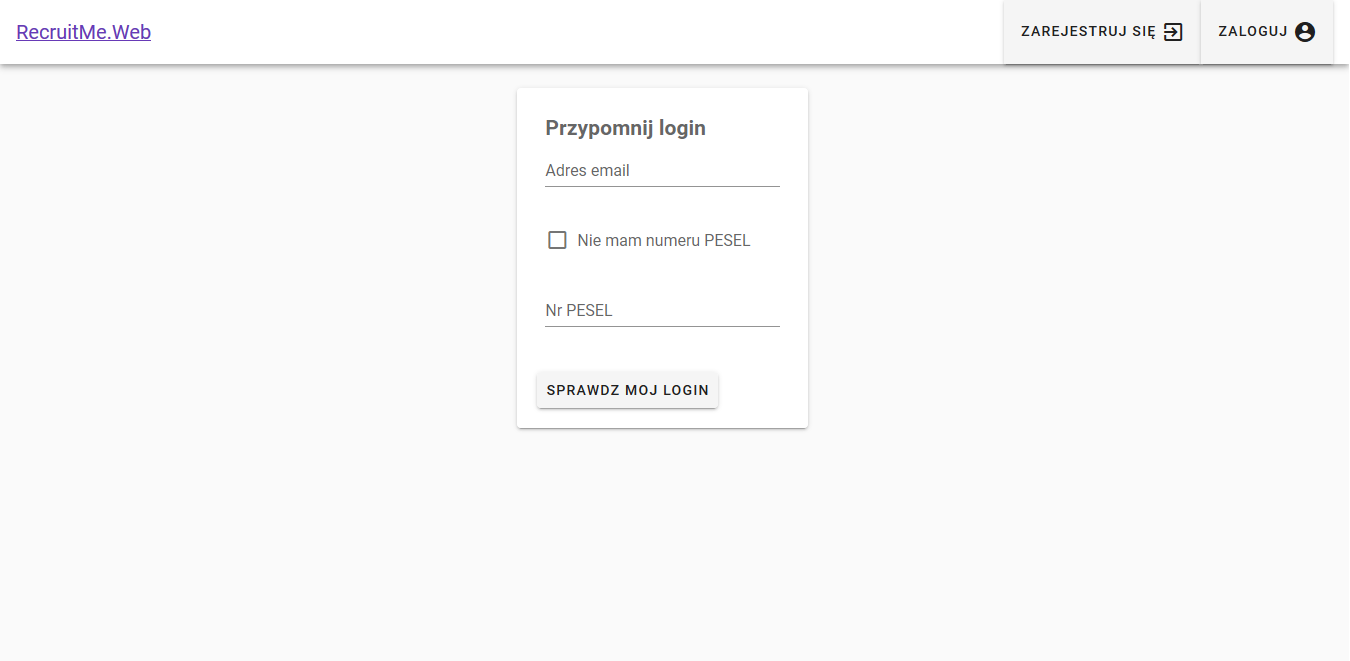 RecruitMe.Web
ZAREJESTRUJ SIĘ
ZALOGUJ
Przypomnij login
Adres email
Nie mam numeru PESEL
Nr PESEL
SPRAWDZ MOJ LOGIN